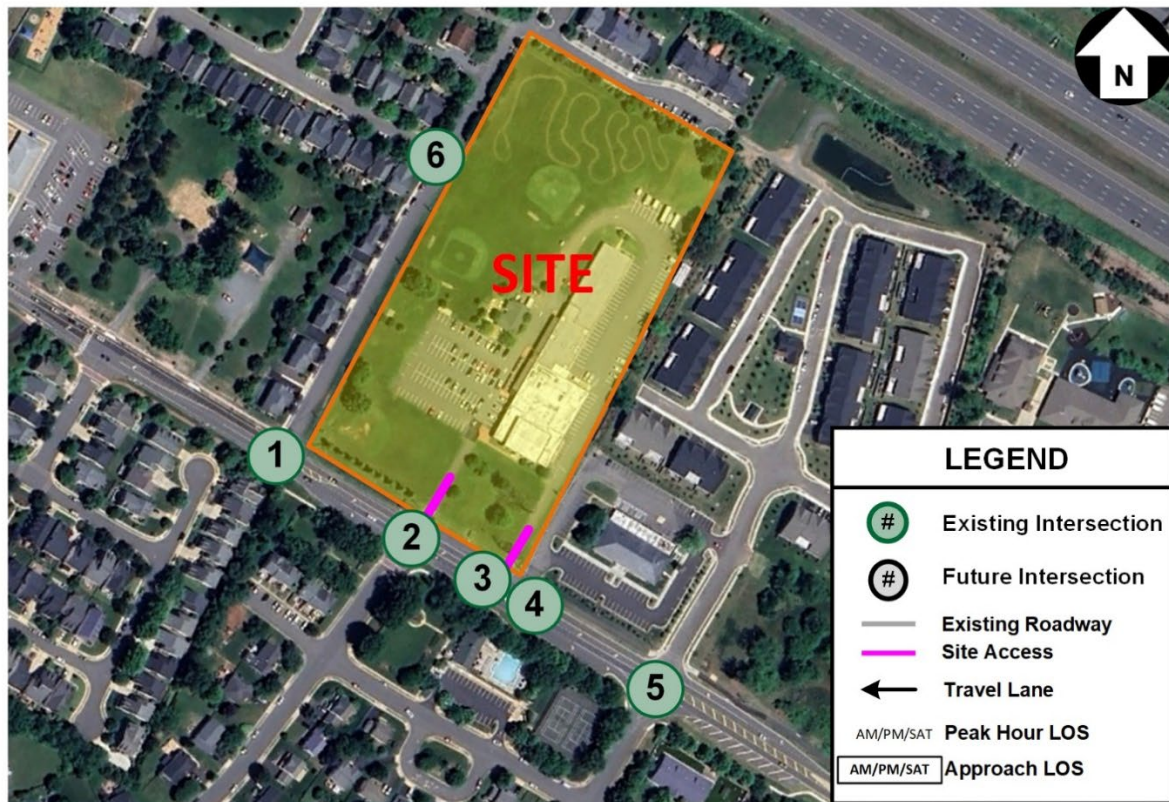 N
6
SITE
1
2
3
4
5
LEGEND
# Existing Intersection
# Future Intersection
Existing Roadway
Site Access
Travel Lane
AM/PM/SAT Peak Hour LOS
AM/PM/SAT Approach LOS